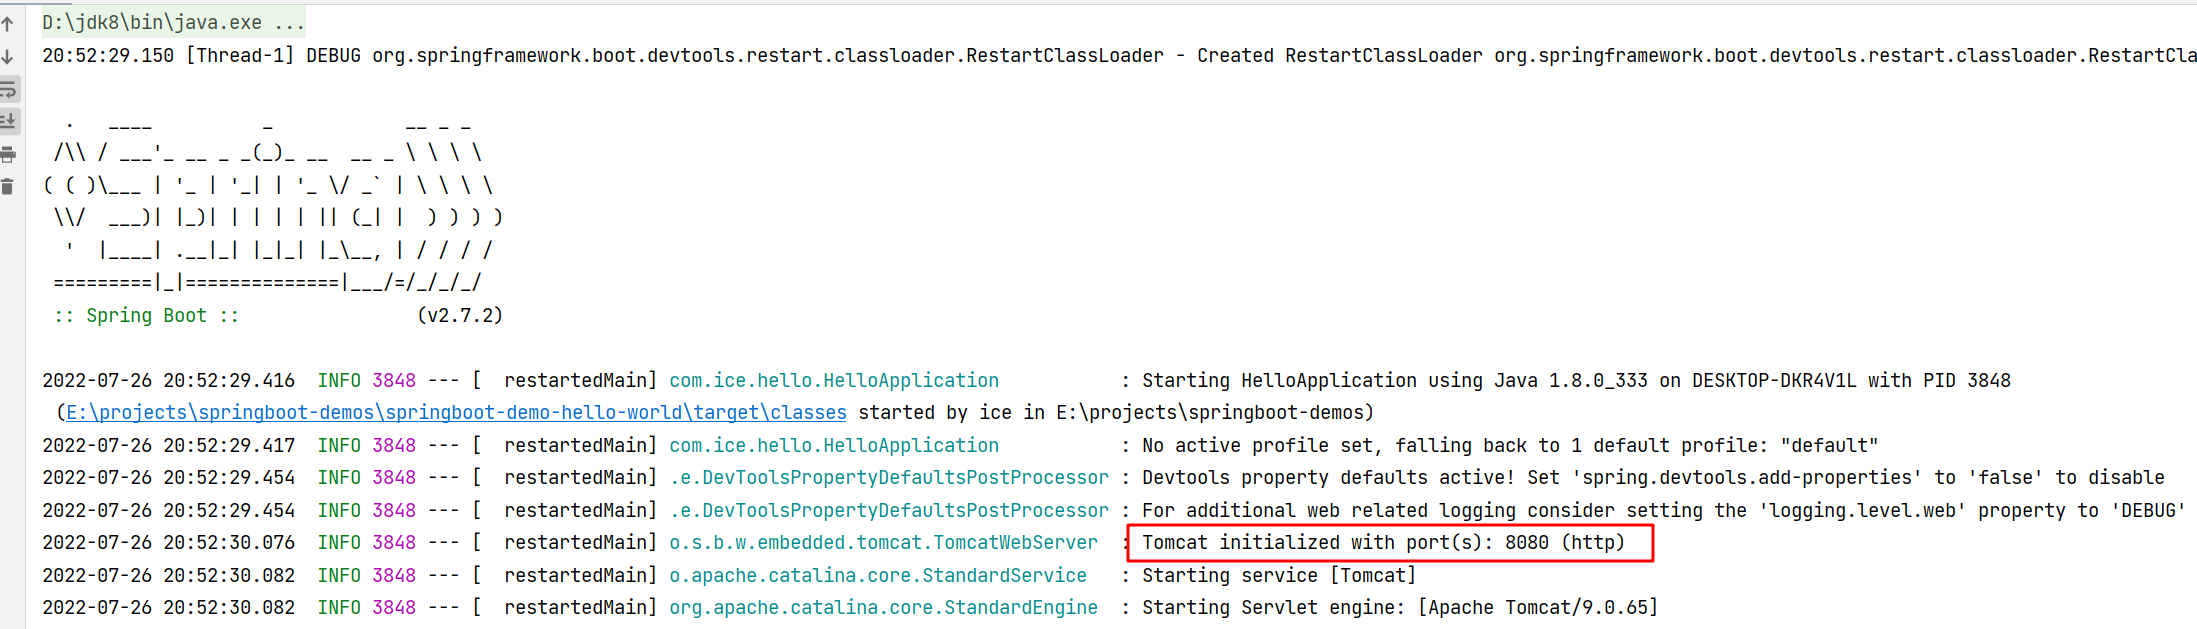 D:\jdk8\bin\java.exe ...
20:52:29.150 [Thread-1] DEBUG org.springframework.boot.devtools.restart.classloader.RestartClassLoader - Created RestartClassLoader org.springframework.boot.devtools.restart.classloader.RestartCla
  .   ____          _            __ _ _
 /\\ / ___'_ __ _ _(_)_ __  __ _ \ \ \ \
( ( )\___ | '_ | '_| | '_ \/ _` | \ \ \ \
 \\/  ___)| |_)| | | | | || (_| |  ) ) ) )
  '  |____| .__|_| |_|_| |_\__, | / / / /
 =========|_|==============|___/=/_/_/_/
 :: Spring Boot ::                (v2.7.2)
2022-07-26 20:52:29.416  INFO 3848 --- [  restartedMain] com.ice.hello.HelloApplication           : Starting HelloApplication using Java 1.8.0_333 on DESKTOP-DKR4V1L with PID 3848
 (E:\projects\springboot-demos\springboot-demo-hello-world\target\classes started by ice in E:\projects\springboot-demos)
2022-07-26 20:52:29.417  INFO 3848 --- [  restartedMain] com.ice.hello.HelloApplication           : No active profile set, falling back to 1 default profile: "default"
2022-07-26 20:52:29.454  INFO 3848 --- [  restartedMain] .e.DevToolsPropertyDefaultsPostProcessor : Devtools property defaults active! Set 'spring.devtools.add-properties' to 'false' to disable
2022-07-26 20:52:29.454  INFO 3848 --- [  restartedMain] .e.DevToolsPropertyDefaultsPostProcessor : For additional web related logging consider setting the 'logging.level.web' property to 'DEBUG'
2022-07-26 20:52:30.076  INFO 3848 --- [  restartedMain] o.s.b.w.embedded.tomcat.TomcatWebServer  : Tomcat initialized with port(s): 8080 (http)
2022-07-26 20:52:30.082  INFO 3848 --- [  restartedMain] o.apache.catalina.core.StandardService   : Starting service [Tomcat]
2022-07-26 20:52:30.082  INFO 3848 --- [  restartedMain] org.apache.catalina.core.StandardEngine  : Starting Servlet engine: [Apache Tomcat/9.0.65]